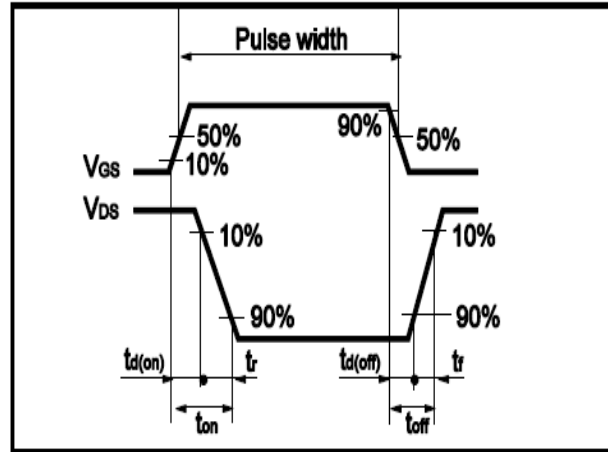 Pulse width
90%
50% 50%
VGS 10%
VDS
10% 10%
90% 90%
td(on) tr td(off) tf
ton toff